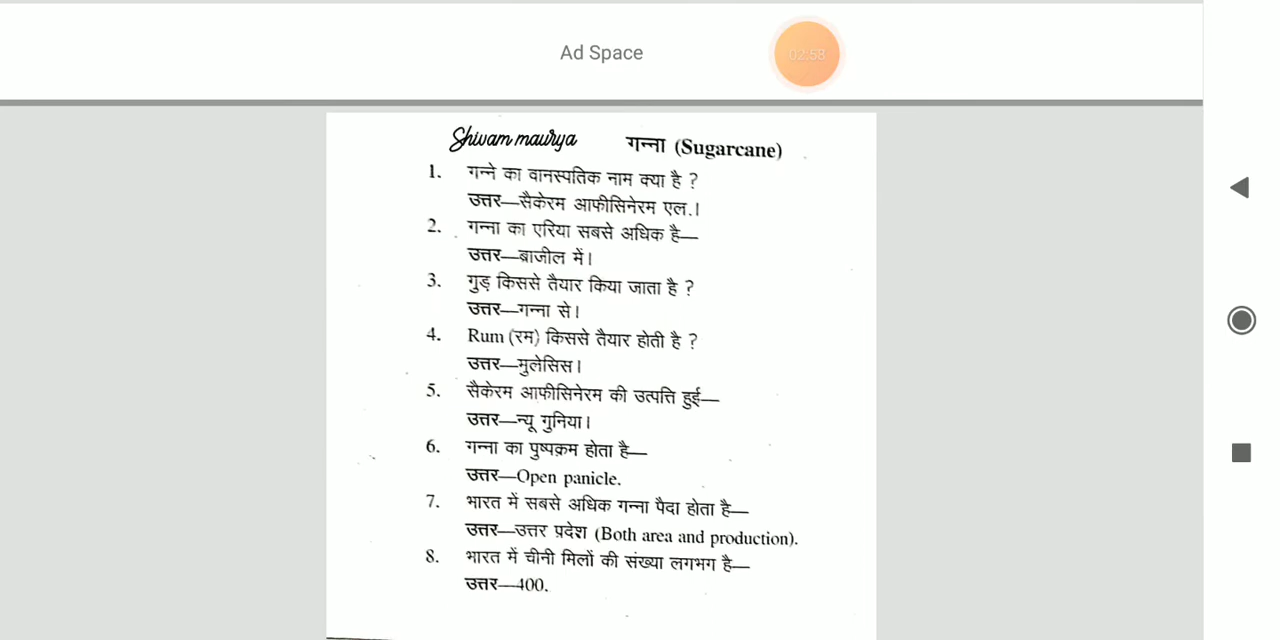 Ad Space
02:58
Shivam maurya
गन्ना (Sugarcane)
1. गन्ने का वानस्पतिक नाम क्या है ?
उत्तर—सैकेरम आफीसिनेरम एल.।
2. गन्ना का एरिया सबसे अधिक है—
उत्तर—ब्राजील में।
3. गुड़ किससे तैयार किया जाता है ?
उत्तर—गन्ना से।
4. Rum (रम) किससे तैयार होती है ?
उत्तर—मुलेसिस।
5. सैकेरम आफीसिनेरम की उत्पत्ति हुई—
उत्तर—न्यू गुनिया।
6. गन्ना का पुष्पक्रम होता है—
उत्तर—Open panicle.
7. भारत में सबसे अधिक गन्ना पैदा होता है—
उत्तर—उत्तर प्रदेश (Both area and production).
8. भारत में चीनी मिलों की संख्या लगभग है—
उत्तर—400.